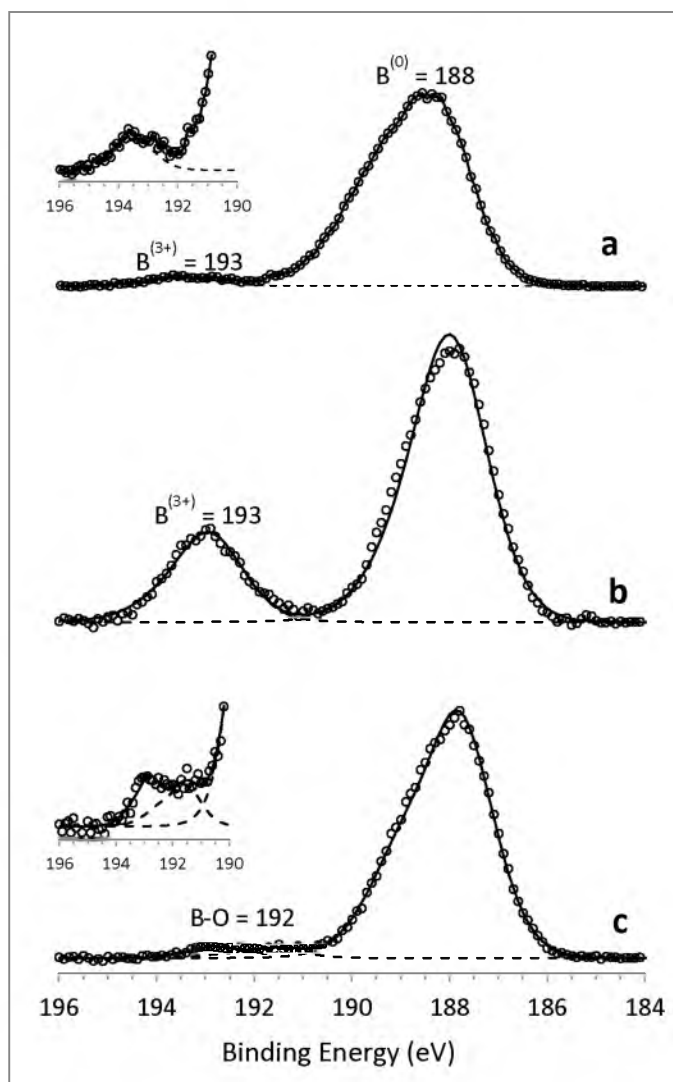 B(0) = 188
196 194 192 190
B(3+) = 193
a
B(3+) = 193
b
196 194 192 190
B-O = 192
c
196 194 192 190 188 186 184
Binding Energy (eV)